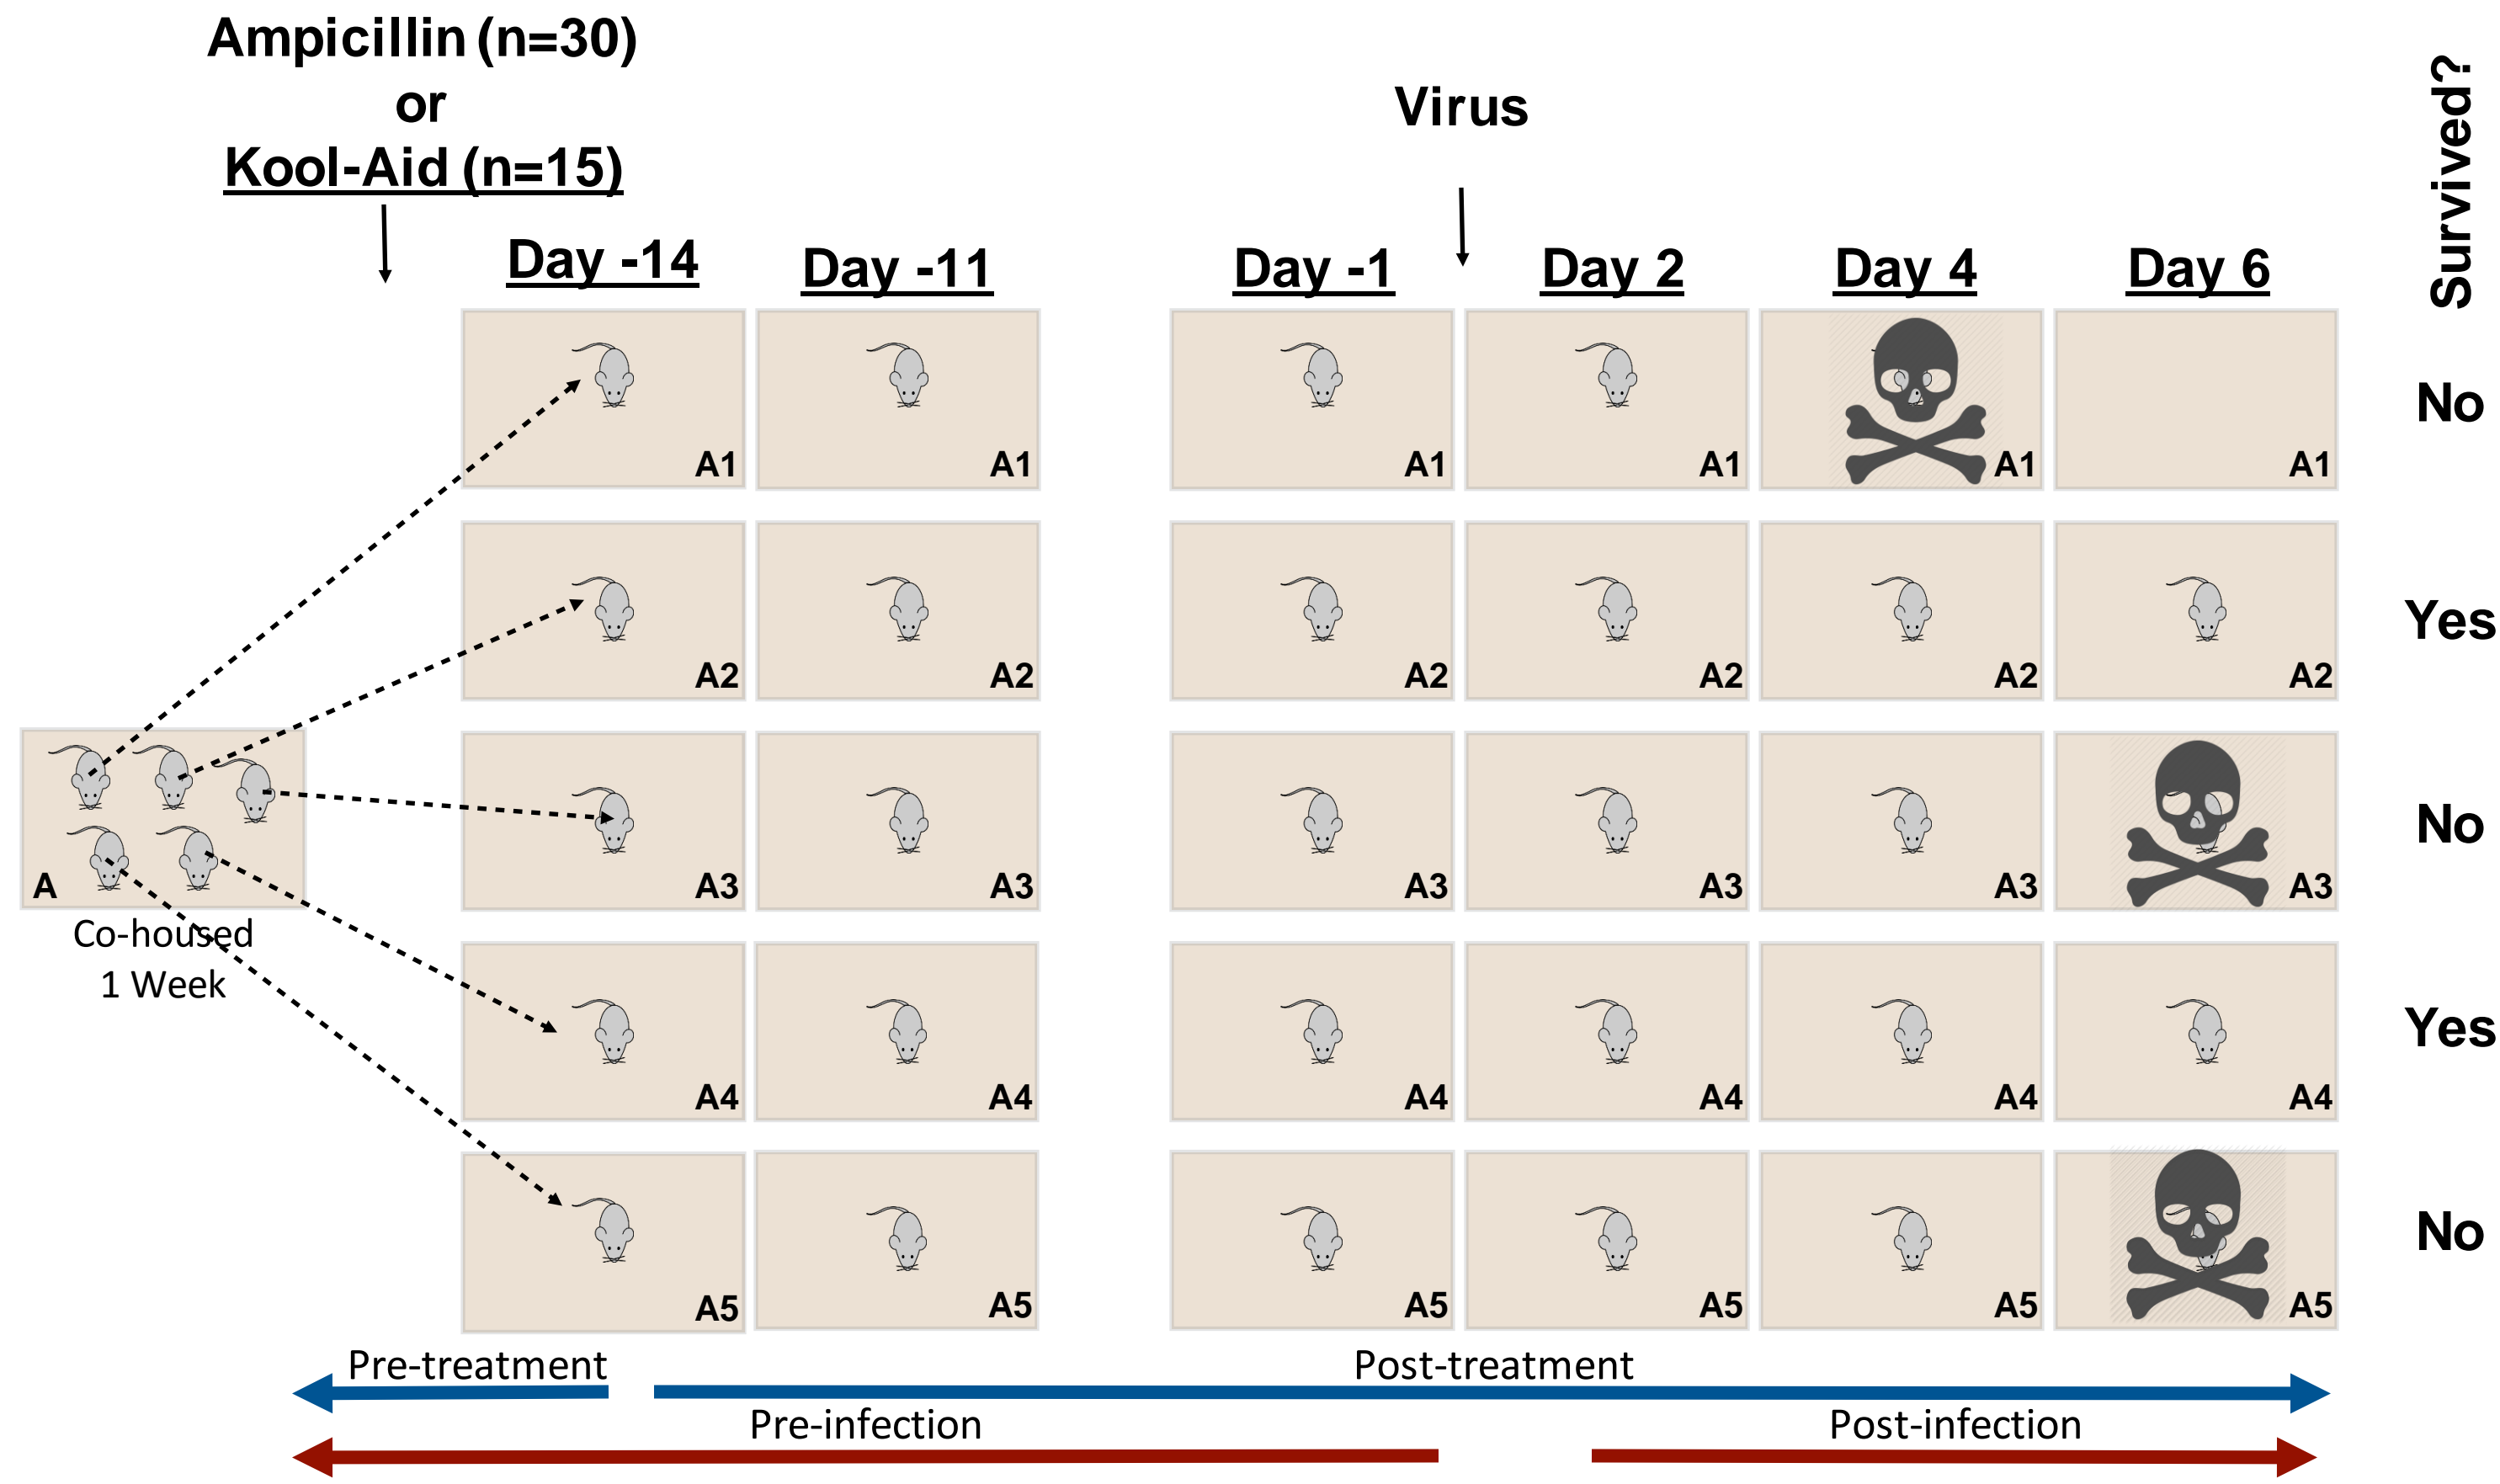 Ampicillin (n=30)
or
Kool-Aid (n=15)
Virus
Survived?
Day -14
Day -11
Day -1
Day 2
Day 4
Day 6
A1
A1
A1
A1
A1
A1
No
A2
A2
A2
A2
A2
A2
Yes
A
Co-housed
1 Week
A3
A3
A3
A3
A3
A3
No
A4
A4
A4
A4
A4
A4
Yes
A5
A5
A5
A5
A5
A5
No
Pre-treatment
Post-treatment
Pre-infection
Post-infection